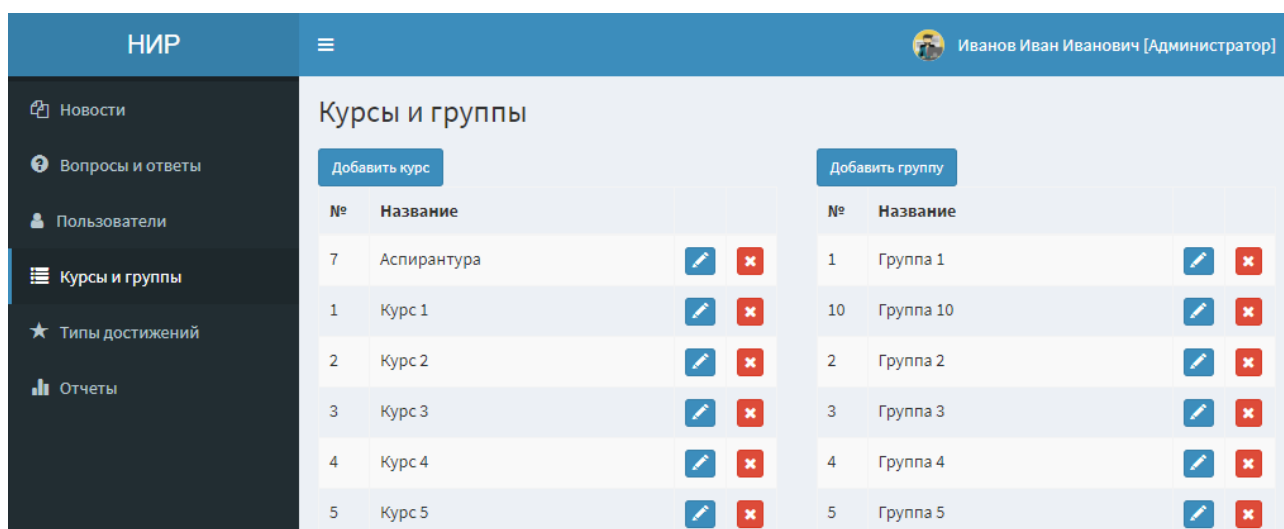 НИР
Иванов Иван Иванович [Администратор]
Новости
Вопросы и ответы
Пользователи
Курсы и группы
Типы достижений
Отчеты
Курсы и группы
Добавить курс
№ Название
7 Аспирантура
1 Курс 1
2 Курс 2
3 Курс 3
4 Курс 4
5 Курс 5
Добавить группу
№ Название
1 Группа 1
10 Группа 10
2 Группа 2
3 Группа 3
4 Группа 4
5 Группа 5